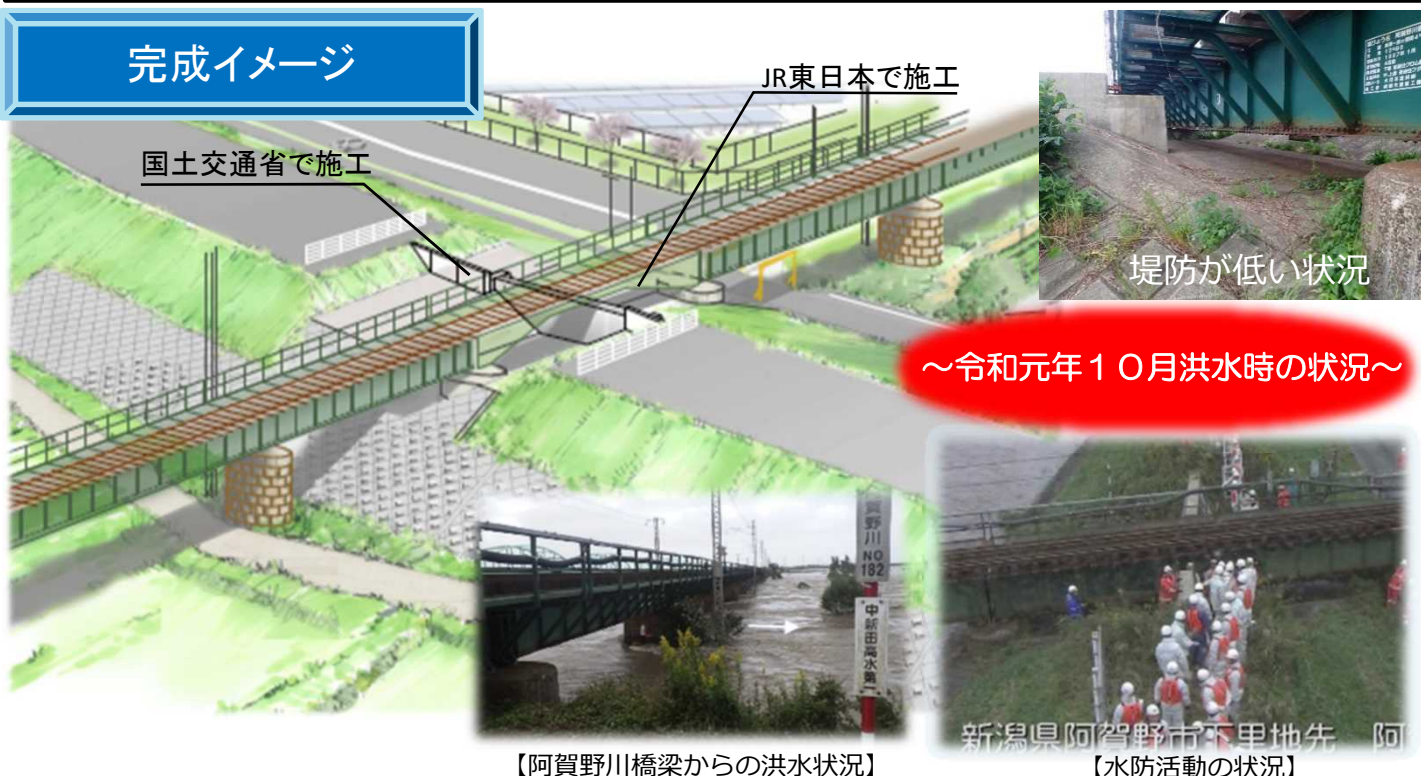 完成イメージ
JR東日本で施工
国土交通省で施工
堤防が低い状況
～令和元年１０月洪水時の状況～
賀野川
NO
182
中新田高水第一
新潟県阿賀野市下里地先　阿
【阿賀野川橋梁からの洪水状況】
【水防活動の状況】